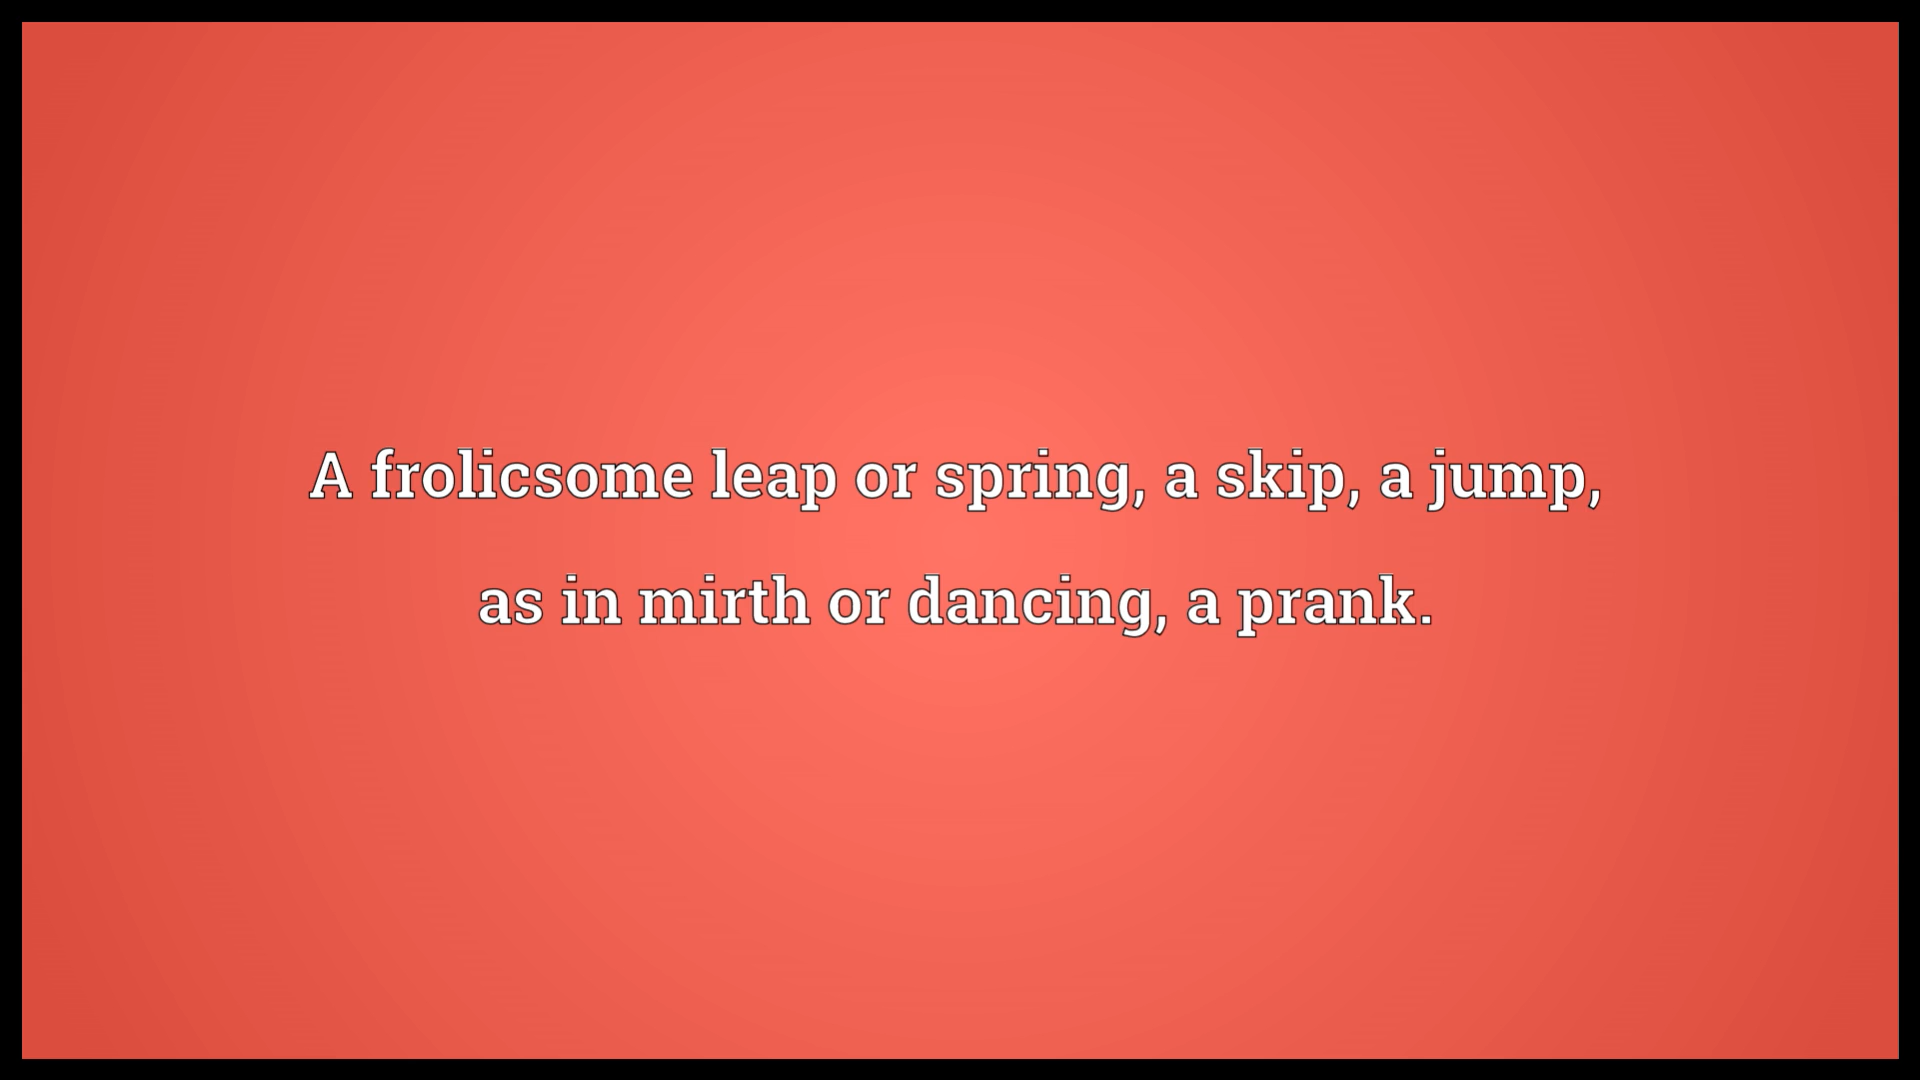 A frolicsome leap or spring, a skip, a jump,
as in mirth or dancing, a prank.